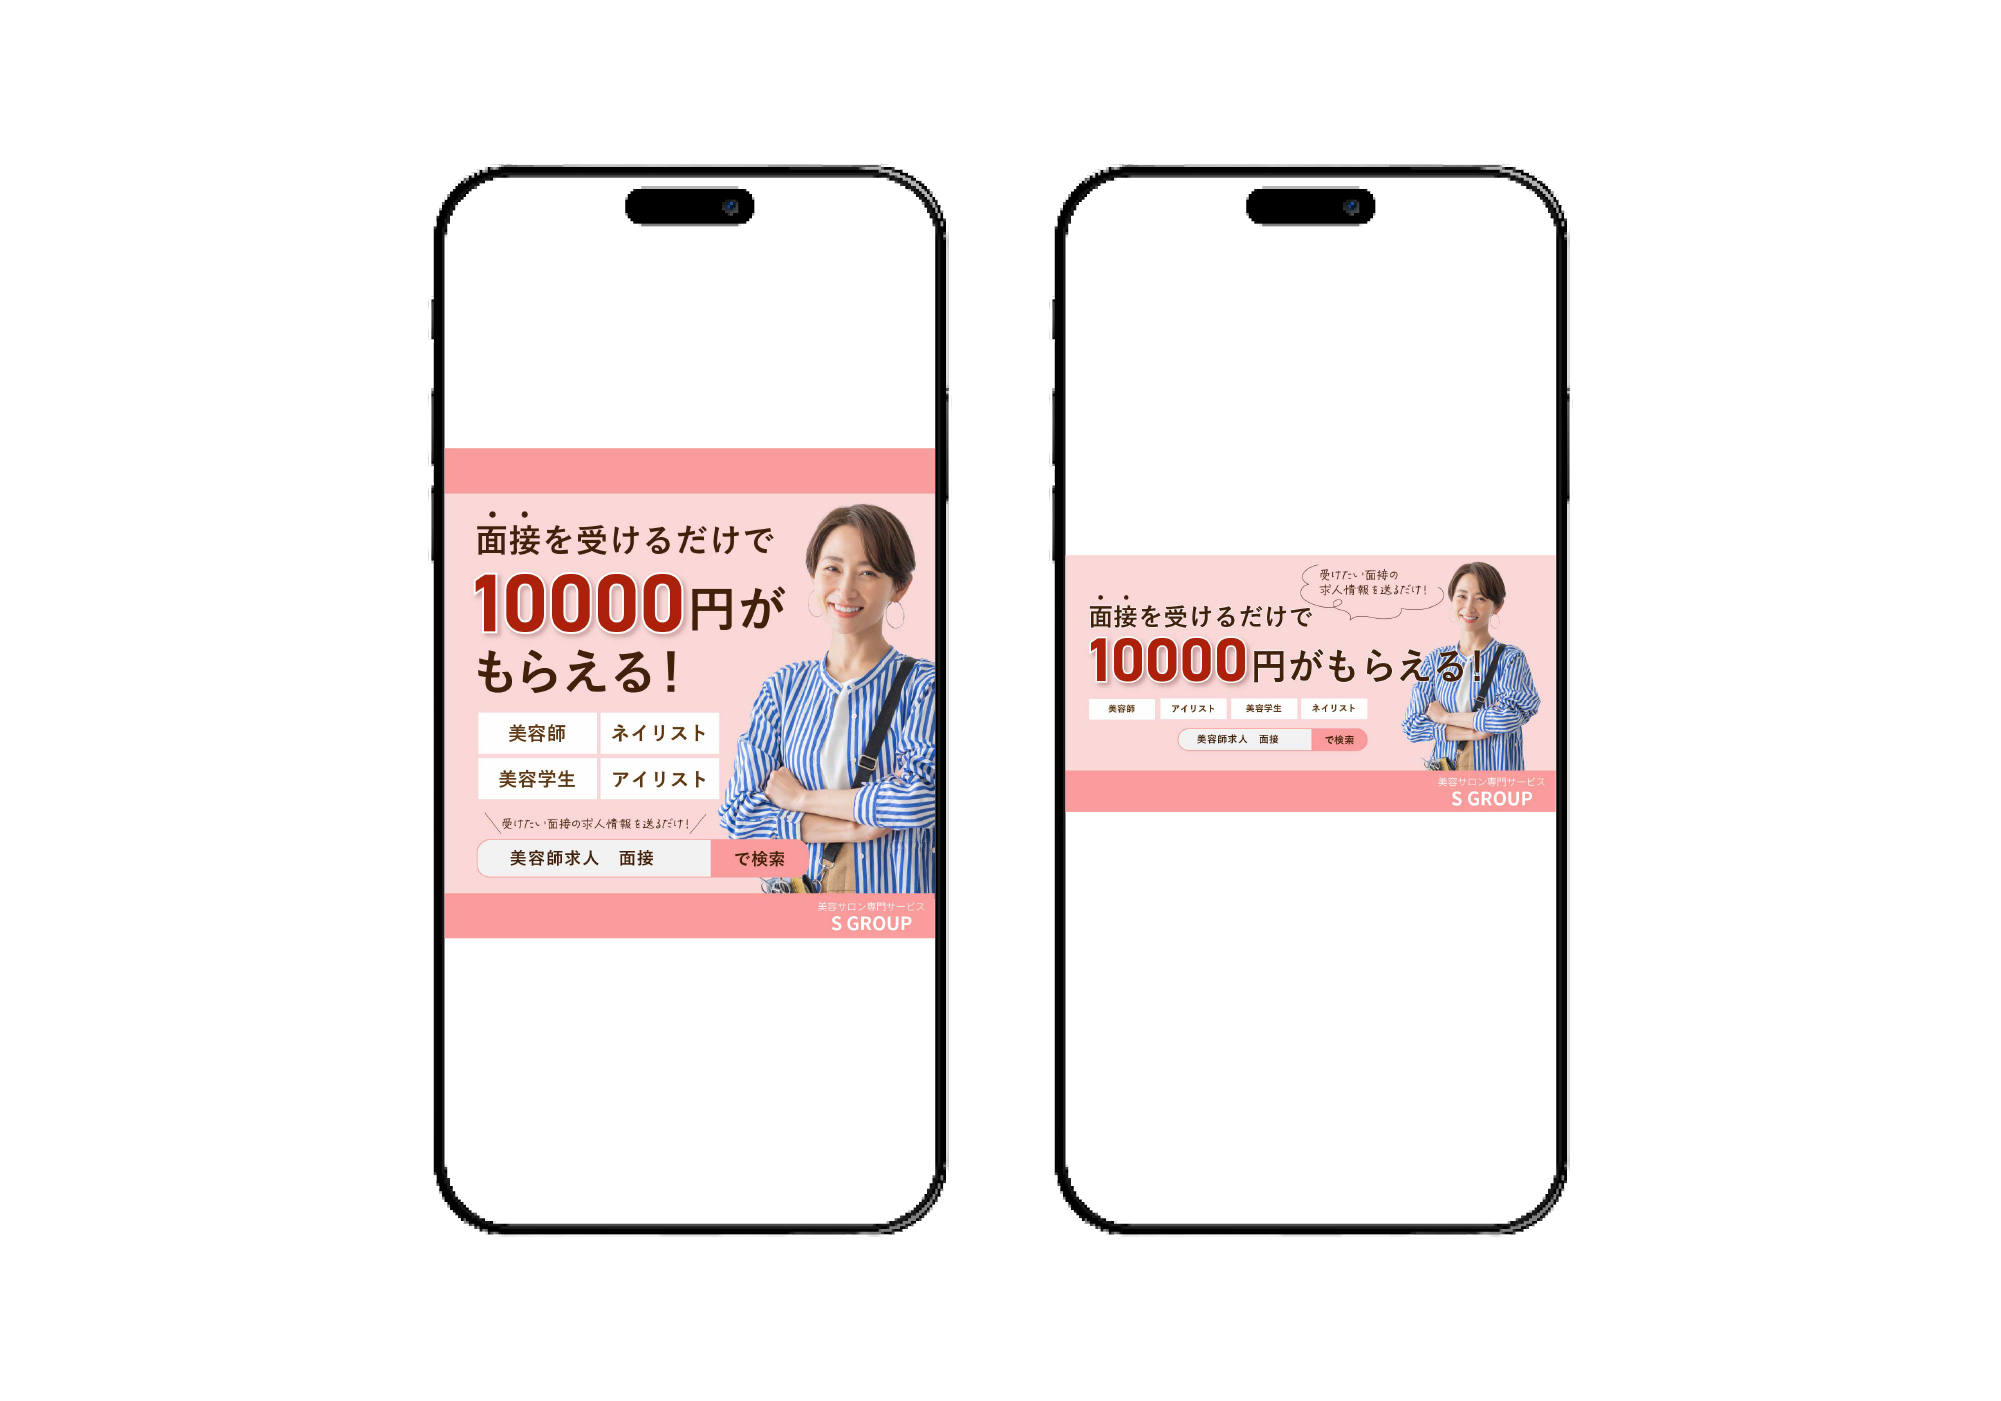 面接を受けるだけで
10000円が
もらえる！
美容師 ネイリスト
美容学生 アイリスト
受けたい面接の求人情報を送るだけ！
美容師求人　面接 で検索
美容サロン専門サービス
S GROUP
受けたい面接の
求人情報を送るだけ！
面接を受けるだけで
10000円がもらえる！
美容師 アイリスト 美容学生 ネイリスト
美容師求人　面接 で検索
美容サロン専門サービス
S GROUP